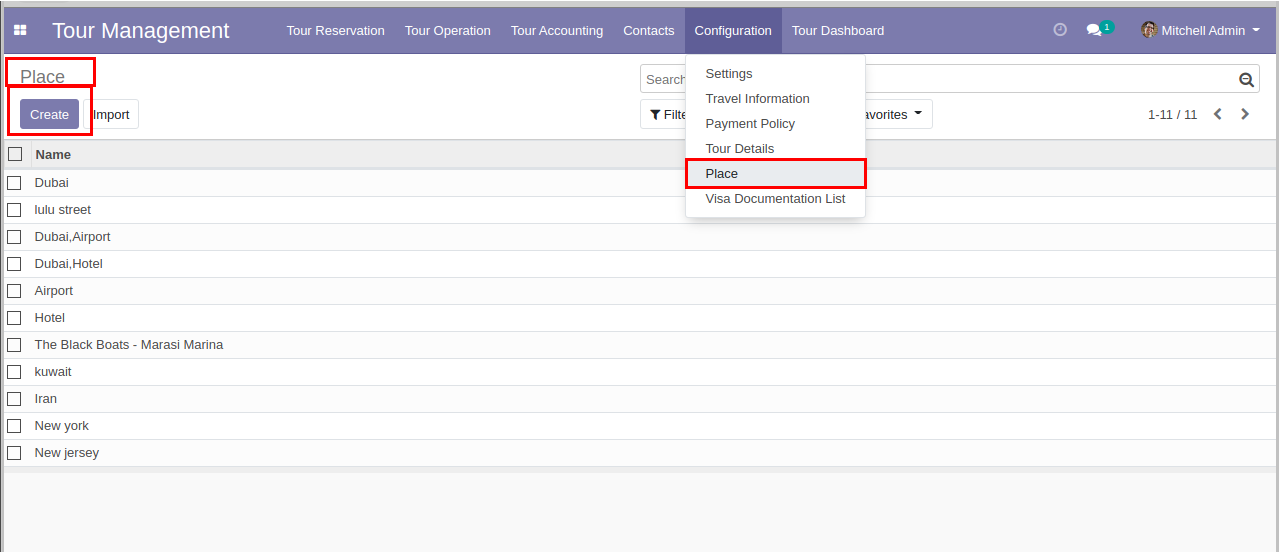 Tour Management Tour Reservation Tour Operation Tour Accounting Contacts Configuration Tour Dashboard 1 Mitchell Admin
Place
Search
Create Import
Filte
avorites
1-11 / 11
Settings
Travel Information
Payment Policy
Tour Details
Place
Visa Documentation List
Name
Dubai
lulu street
Dubai,Airport
Dubai,Hotel
Airport
Hotel
The Black Boats - Marasi Marina
kuwait
Iran
New york
New jersey